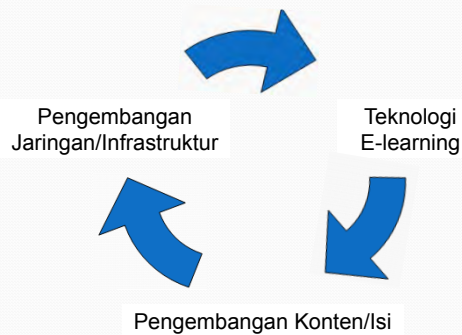 Pengembangan
Jaringan/Infrastruktur
Teknologi
E-learning
Pengembangan Konten/Isi